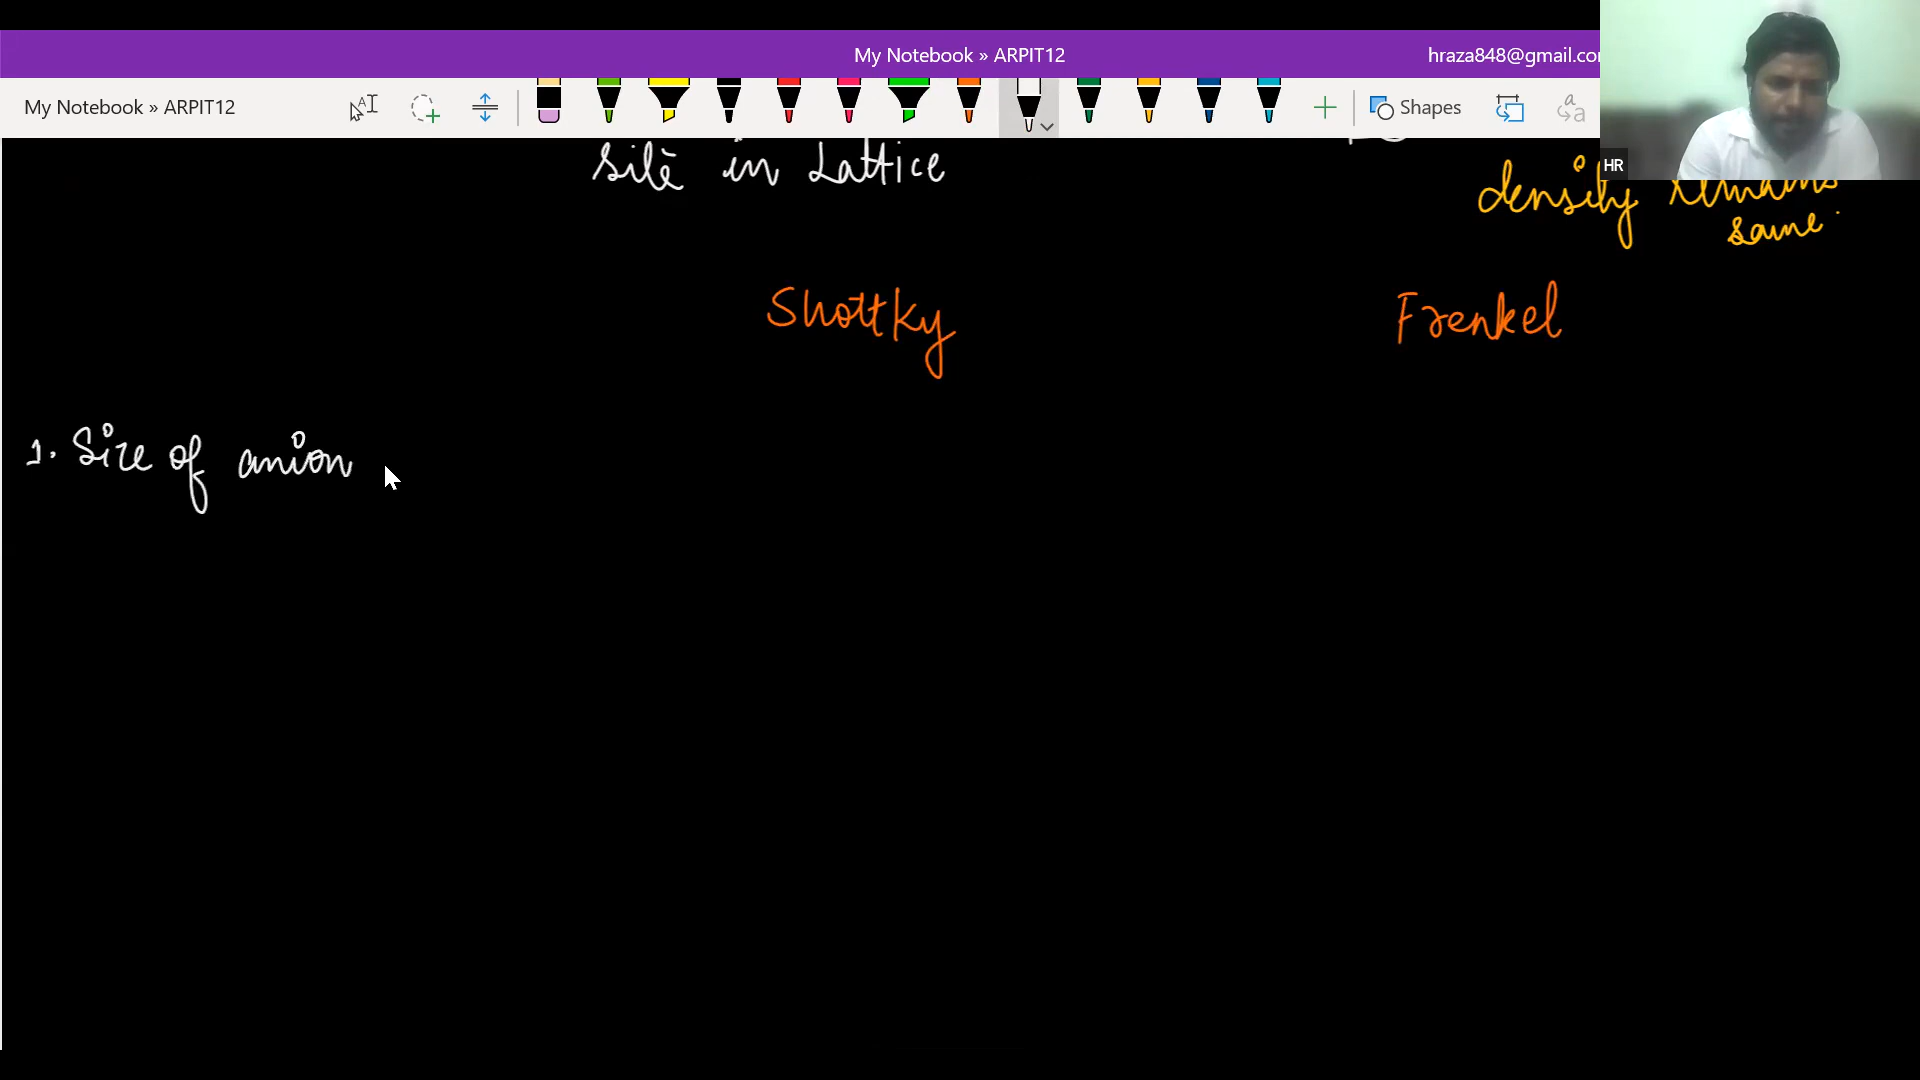 My Notebook » ARPIT12
hraza848@gmail.co
My Notebook » ARPIT12
Shapes
HR
site in Lattice
density remains
same
Shottky
Frenkel
1. Size of anion